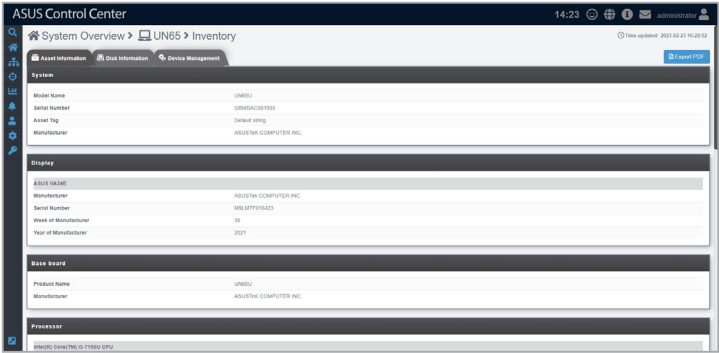 ASUS Control Center
14:23
administrator
System Overview > UN65 > Inventory
Time updated: 2023-02-23 16:22:52
Asset Information
Disk Information
Device Management
Export PDF
System
Model Name UN65U
Serial Number
Asset Tag Default string
Manufacturer ASUSTeK COMPUTER INC.
Display
ASUS VA24E
Manufacturer ASUSTek COMPUTER INC
Serial Number
Week of Manufacturer 38
Year of Manufacturer 2021
Base board
Product Name UN65U
Manufacturer ASUSTeK COMPUTER INC.
Processor
Intel(R) Core(TM) i3-7100U CPU